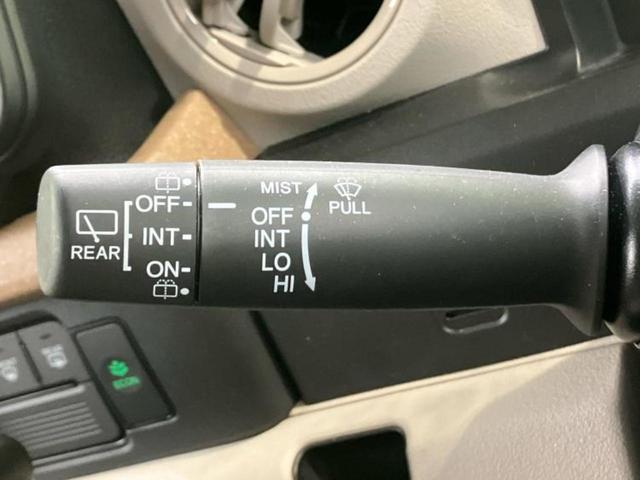 REAR
OFF
INT
ON
MIST
OFF
INT
LO
HI
PULL
ECON